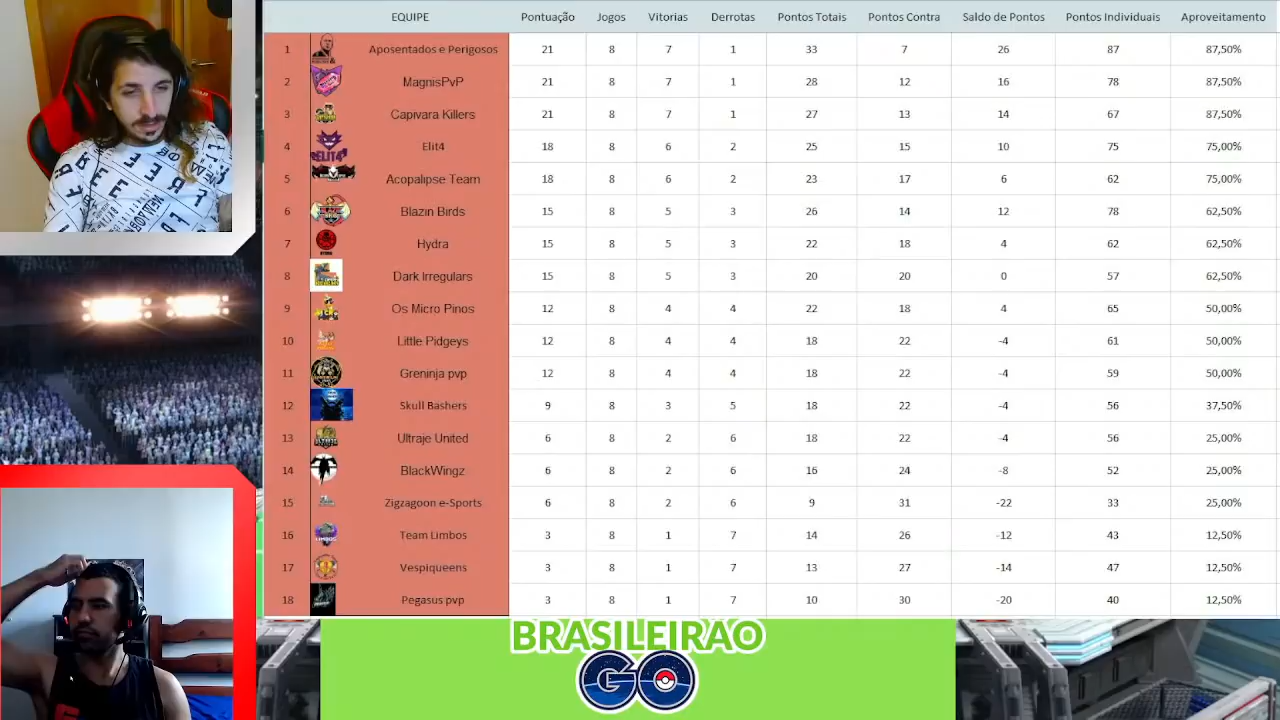 EQUIPE Pontuação Jogos Vitorias Derrotas Pontos Totais Pontos Contra Saldo de Pontos Pontos Individuais Aproveitamento
1 Aposentados e Perigosos 21 8 7 1 33 7 26 87 87,50%
2 MagnisPvP 21 8 7 1 28 12 16 78 87,50%
3 Capivara Killers 21 8 7 1 27 13 14 67 87,50%
4 ELIT4 Elit4 18 8 6 2 25 15 10 75 75,00%
5 Acopalipse Team 18 8 6 2 23 17 6 71 75,00%
6 Blazin Birds 15 8 5 3 26 14 12 78 62,50%
7 Hydra 15 8 5 3 22 18 4 62 62,50%
8 Dark Irregulars 15 8 5 3 20 20 0 57 62,50%
9 Os Micro Pinos 12 8 4 4 22 18 4 65 50,00%
10 Little Pidgeys 12 8 4 4 18 22 -4 61 50,00%
11 Greninja pvp 12 8 4 4 18 22 -4 59 50,00%
12 Skull Bashers 9 8 3 5 18 22 -4 56 37,50%
13 Ultraje United 6 8 2 6 18 22 -4 56 25,00%
14 BlackWingz 6 8 2 6 16 24 -8 52 25,00%
15 Zigzagoon e-Sports 6 8 2 6 9 31 -22 33 25,00%
16 Team Limbos 3 8 1 7 14 26 -12 43 12,50%
17 Vespiqueens 3 8 1 7 13 27 -14 47 12,50%
18 Pegasus pvp 3 8 1 7 10 30 -20 38 12,50%
BRASILEIRAO
GO